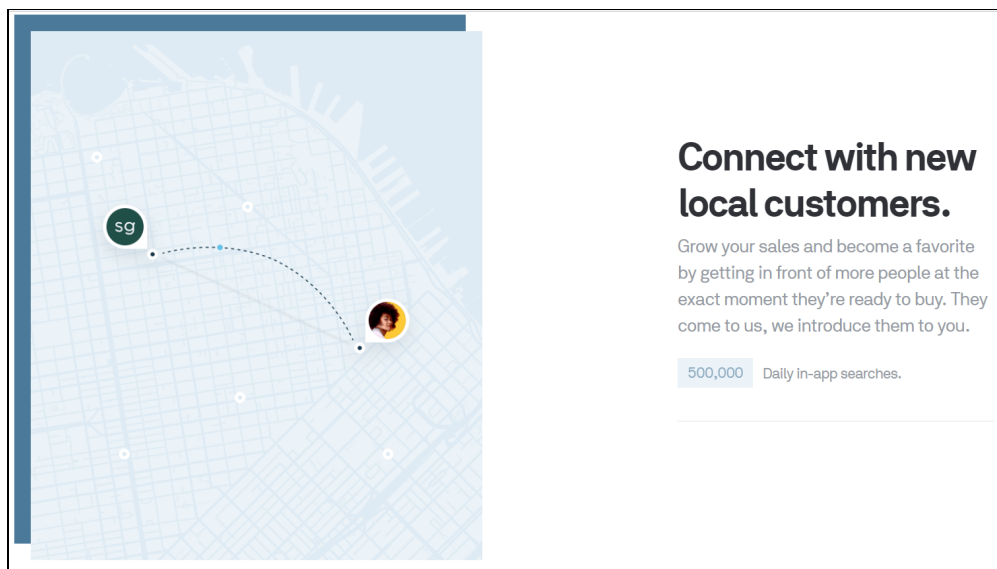 sg
Connect with new
local customers.
Grow your sales and become a favorite
by getting in front of more people at the
exact moment they’re ready to buy. They
come to us, we introduce them to you.
500,000 Daily in-app searches.